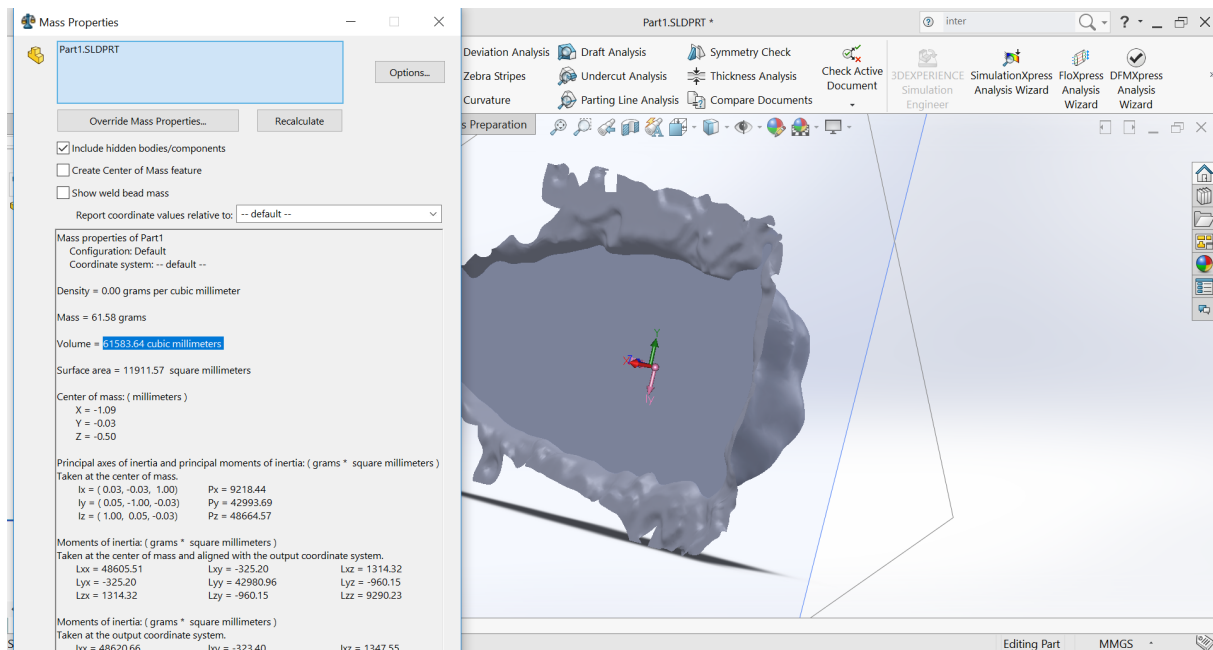 Mass Properties
Part1.SLDPRT *
inter
Part1.SLDPRT
Options...
Override Mass Properties...
Recalculate
Include hidden bodies/components
Create Center of Mass feature
Show weld bead mass
Report coordinate values relative to: -- default --
Mass properties of Part1
Configuration: Default
Coordinate system: -- default --
Density = 0.00 grams per cubic millimeter
Mass = 61.58 grams
Volume = 61583.64 cubic millimeters
Surface area = 11911.57 square millimeters
Center of mass: ( millimeters )
X = -1.09
Y = -0.03
Z = -0.50
Principal axes of inertia and principal moments of inertia: ( grams * square millimeters )
Taken at the center of mass.
Ix = ( 0.03, -0.03, 1.00) Px = 9218.44
Iy = ( 0.05, -1.00, -0.03) Py = 42993.69
Iz = ( 1.00, 0.05, -0.03) Pz = 48664.57
Moments of inertia: ( grams * square millimeters )
Taken at the center of mass and aligned with the output coordinate system.
Lxx = 48605.51 Lxy = -325.20 Lxz = 1314.32
Lyx = -325.20 Lyy = 42980.96 Lyz = -960.15
Lzx = 1314.32 Lzy = -960.15 Lzz = 9290.23
Moments of inertia: ( grams * square millimeters )
Taken at the output coordinate system.
Ixx = 48620.66 Ixy = -323.40 Ixz = 1347.55
Deviation Analysis Draft Analysis Symmetry Check
Zebra Stripes Undercut Analysis Thickness Analysis
Curvature Parting Line Analysis Compare Documents
Check Active
Document
3DEXPERIENCE
Simulation
Engineer
SimulationXpress
Analysis Wizard
FloXpress
Analysis
Wizard
DFMXpress
Analysis
Wizard
s Preparation
Y
X
Z
Iy
Editing Part MMGS